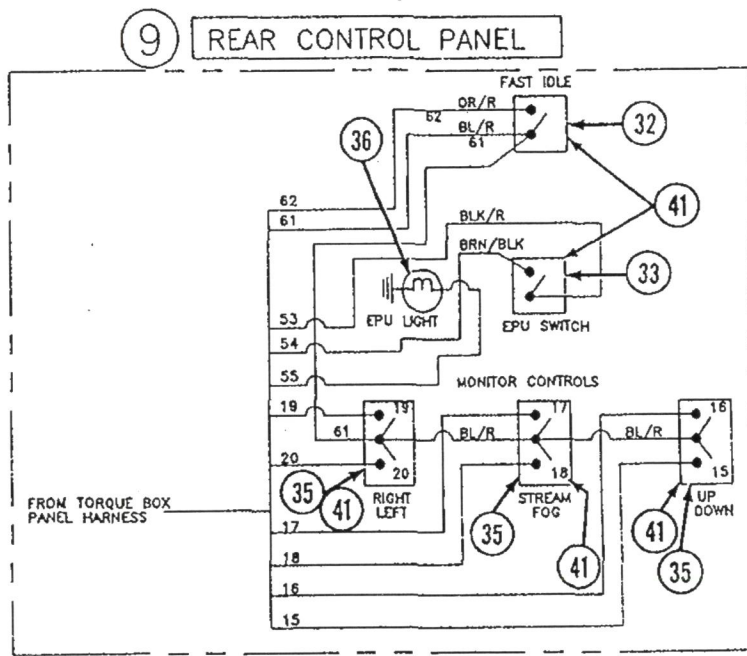 9 REAR CONTROL PANEL
FAST IDLE
OR/R
62
BL/R
61
32
36
62
61
41
BLK/R
BRN/BLK
33
53
EPU LIGHT
EPU SWITCH
54
55
MONITOR CONTROLS
19
19
17
16
61
BL/R
BL/R
20
20
18
15
FROM TORQUE BOX
PANEL HARNESS
35
41
RIGHT
LEFT
STREAM
FOG
UP
DOWN
17
35
41
41
35
18
16
15